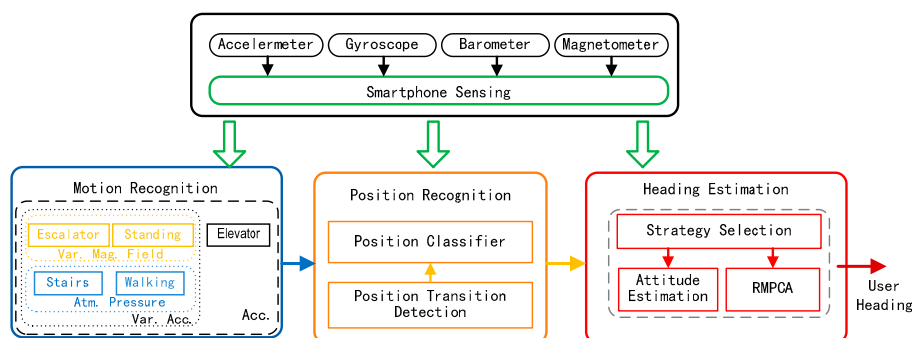 Accelermeter
Gyroscope
Barometer
Magnetometer
Smartphone Sensing
Motion Recognition
Escalator
Standing
Var. Mag. Field
Elevator
Stairs
Walking
Atm. Pressure
Var. Acc.
Acc.
Position Recognition
Position Classifier
Position Transition
Detection
Heading Estimation
Strategy Selection
Attitude
Estimation
RMPCA
User
Heading